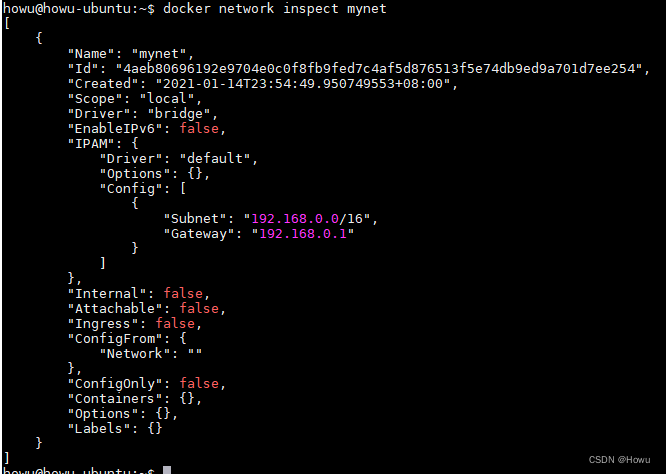 howu@howu-ubuntu:~$ docker network inspect mynet
[
    {
        "Name": "mynet",
        "Id": "4aeb80696192e9704e0c0f8fb9fed7c4af5d876513f5e74db9ed9a701d7ee254",
        "Created": "2021-01-14T23:54:49.950749553+08:00",
        "Scope": "local",
        "Driver": "bridge",
        "EnableIPv6": false,
        "IPAM": {
            "Driver": "default",
            "Options": {},
            "Config": [
                {
                    "Subnet": "192.168.0.0/16",
                    "Gateway": "192.168.0.1"
                }
            ]
        },
        "Internal": false,
        "Attachable": false,
        "Ingress": false,
        "ConfigFrom": {
            "Network": ""
        },
        "ConfigOnly": false,
        "Containers": {},
        "Options": {},
        "Labels": {}
    }
]
howu@howu-ubuntu:~$
CSDN @Howu